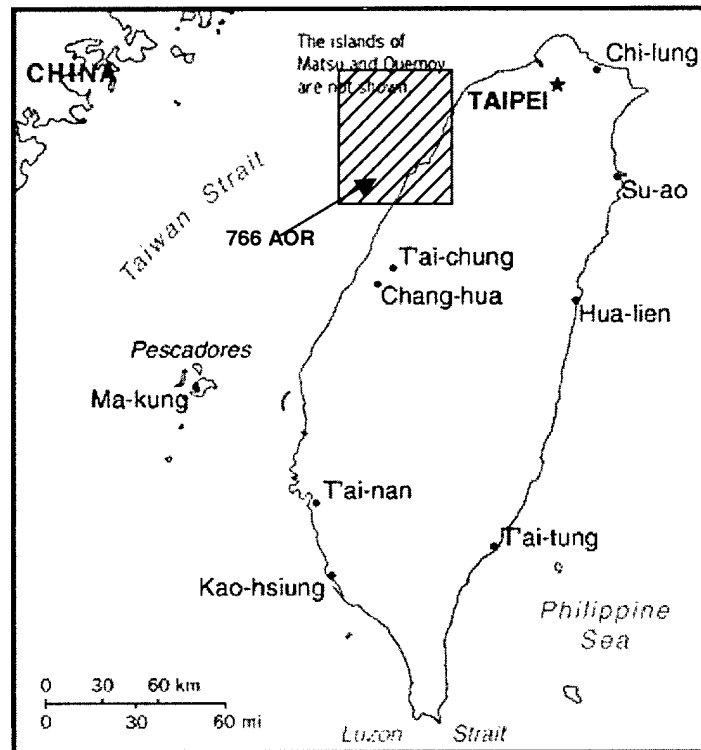 The islands of
Matsu and Quemoy
are not shown
CHINA
Chi-lung
TAIPEI
Taiwan Strait
Su-ao
766 AOR
T'ai-chung
Chang-hua
Hua-lien
Pescadores
Ma-kung
T'ai-nan
T'ai-tung
Kao-hsiung
Philippine
Sea
0 30 60 km
0 30 60 mi
Luzon Strait